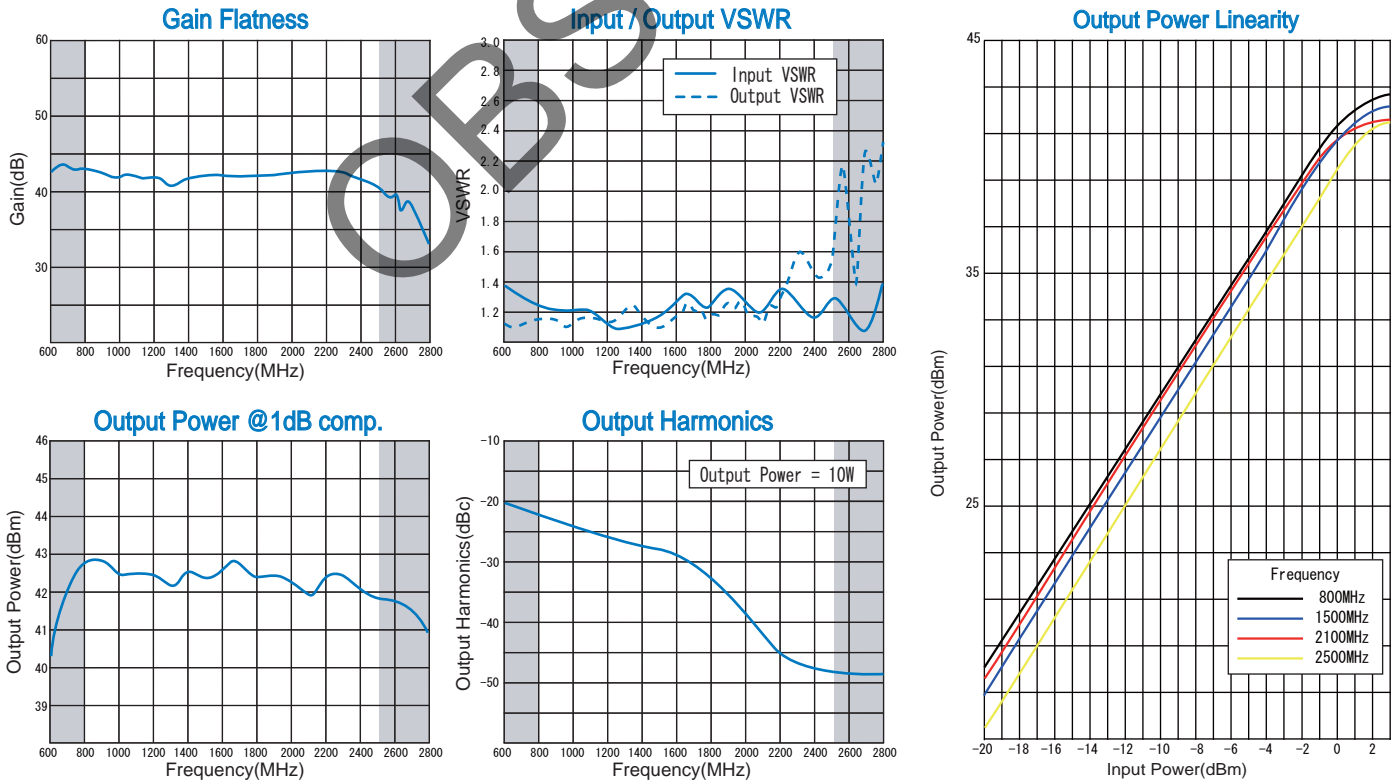 Gain Flatness
Gain(dB)
60
50
40
30
600 800 1000 1200 1400 1600 1800 2000 2200 2400 2600 2800
Frequency(MHz)
Input / Output VSWR
VSWR
3.0
2.8
2.6
2.4
2.2
2.0
1.8
1.6
1.4
1.2
Input VSWR
Output VSWR
600 800 1000 1200 1400 1600 1800 2000 2200 2400 2600 2800
Frequency(MHz)
Output Power @1dB comp.
Output Power(dBm)
46
45
44
43
42
41
40
39
600 800 1000 1200 1400 1600 1800 2000 2200 2400 2600 2800
Frequency(MHz)
Output Harmonics
Output Harmonics(dBc)
-10
-20
-30
-40
-50
Output Power = 10W
600 800 1000 1200 1400 1600 1800 2000 2200 2400 2600 2800
Frequency(MHz)
Output Power Linearity
Output Power(dBm)
45
35
25
Frequency
800MHz
1500MHz
2100MHz
2500MHz
-20 -18 -16 -14 -12 -10 -8 -6 -4 -2 0 2
Input Power(dBm)
OBS